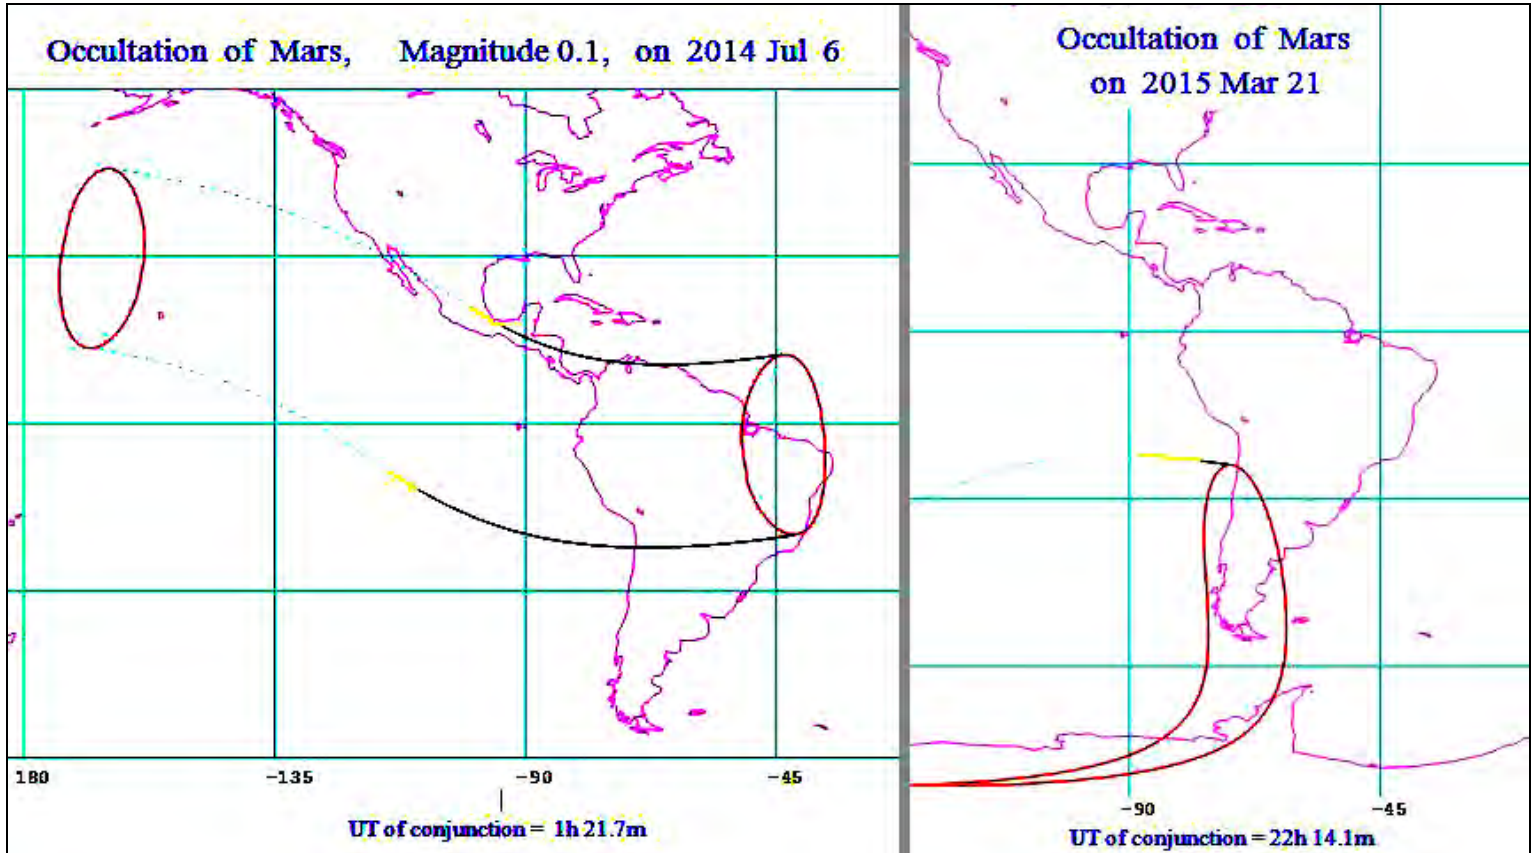 Occultation of Mars, Magnitude 0.1, on 2014 Jul 6
180 -135 -90 -45
UT of conjunction = 1h 21.7m
Occultation of Mars
on 2015 Mar 21
-90 -45
UT of conjunction = 22h 14.1m